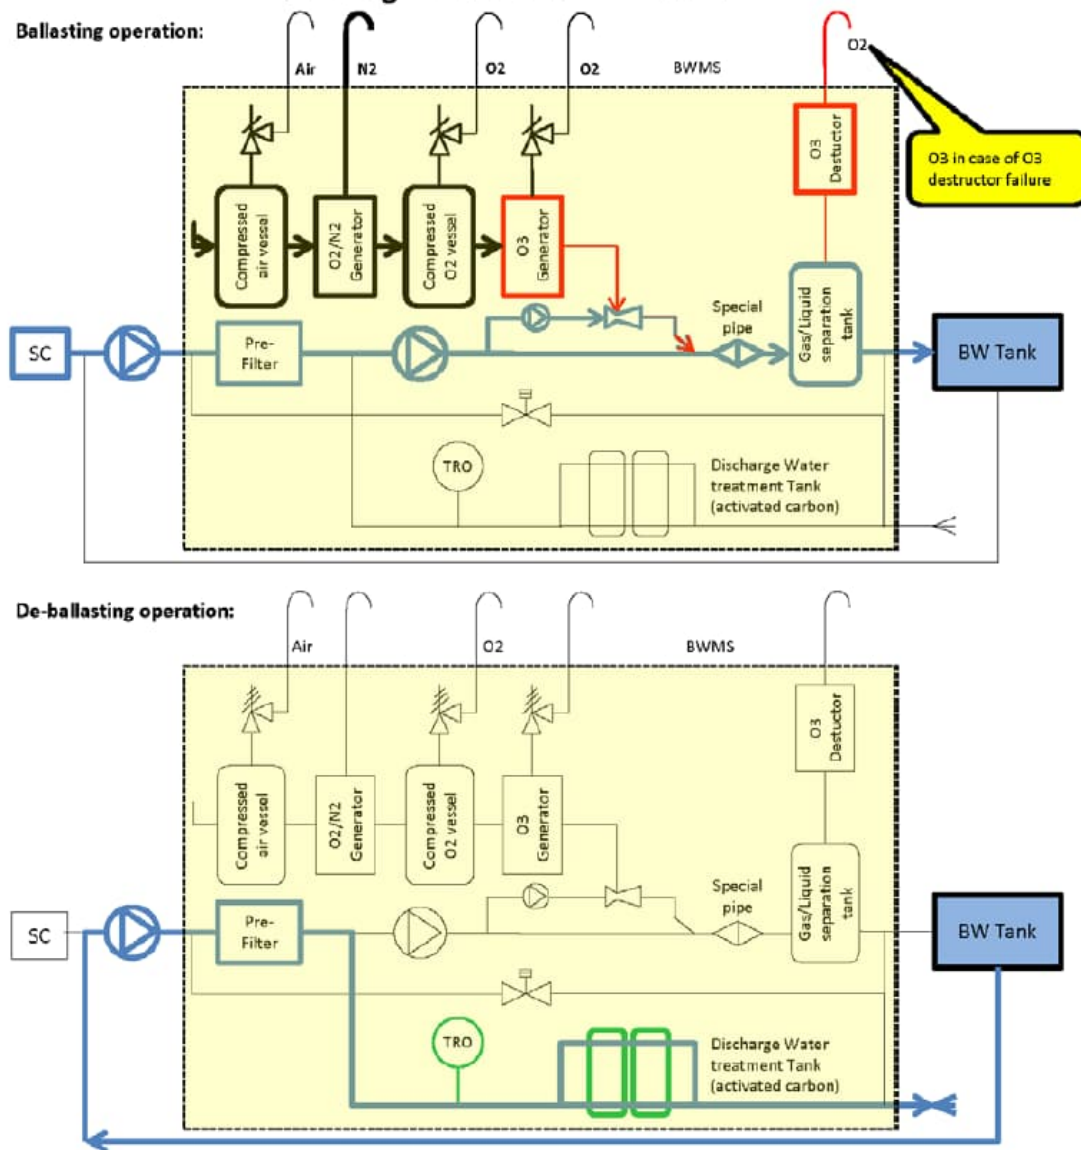 Ballasting operation:
Air
N2
O2
O2
BWMS
O2
O3 in case of O3
destructor failure
Compressed
air vessel
O2/N2
Generator
Compressed
O2 vessel
O3
Generator
O3
Destuctor
SC
Pre-
Filter
Special
pipe
Gas/Liquid
separation
tank
BW Tank
TRO
Discharge Water
treatment Tank
(activated carbon)
De-ballasting operation:
Air
O2
BWMS
Compressed
air vessel
O2/N2
Generator
Compressed
O2 vessel
O3
Generator
O3
Destuctor
SC
Pre-
Filter
Special
pipe
Gas/Liquid
separation
tank
BW Tank
TRO
Discharge Water
treatment Tank
(activated carbon)